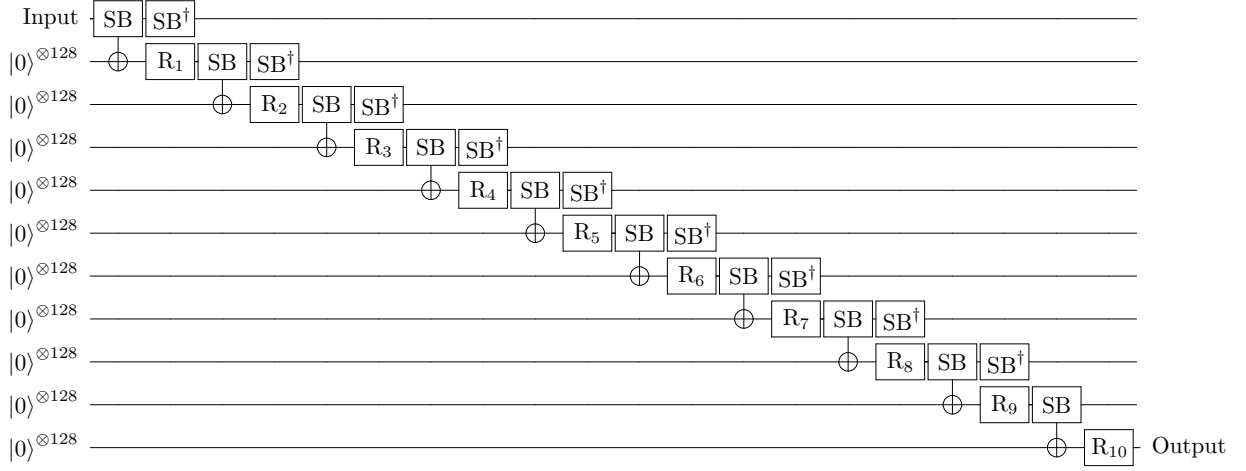 Input SB SB†
|0⟩⊗128 R1 SB SB†
|0⟩⊗128 R2 SB SB†
|0⟩⊗128 R3 SB SB†
|0⟩⊗128 R4 SB SB†
|0⟩⊗128 R5 SB SB†
|0⟩⊗128 R6 SB SB†
|0⟩⊗128 R7 SB SB†
|0⟩⊗128 R8 SB SB†
|0⟩⊗128 R9 SB
|0⟩⊗128 R10 Output